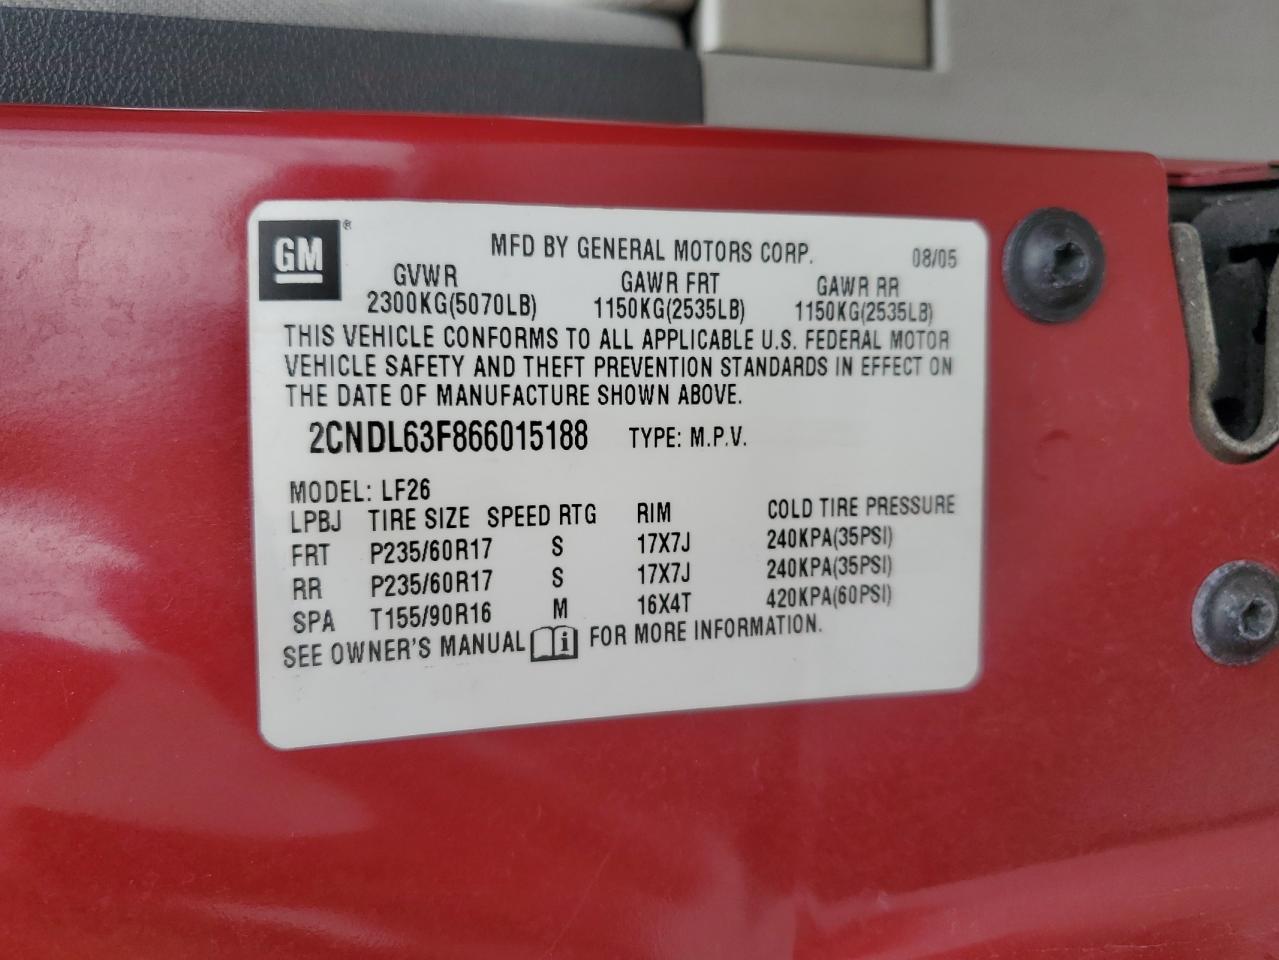 GM ®
MFD BY GENERAL MOTORS CORP. 08/05
GVWR GAWR FRT GAWR RR
2300KG(5070LB) 1150KG(2535LB) 1150KG(2535LB)
THIS VEHICLE CONFORMS TO ALL APPLICABLE U.S. FEDERAL MOTOR
VEHICLE SAFETY AND THEFT PREVENTION STANDARDS IN EFFECT ON
THE DATE OF MANUFACTURE SHOWN ABOVE.
2CNDL63F866015188 TYPE: M.P.V.
MODEL: LF26
LPBJ TIRE SIZE SPEED RTG RIM COLD TIRE PRESSURE
FRT P235/60R17 S 17X7J 240KPA(35PSI)
RR P235/60R17 S 17X7J 240KPA(35PSI)
SPA T155/90R16 M 16X4T 420KPA(60PSI)
SEE OWNER'S MANUAL i FOR MORE INFORMATION.